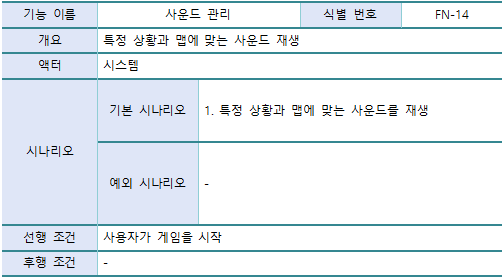 기능 이름 사운드 관리 식별 번호 FN-14
개요 특정 상황과 맵에 맞는 사운드 재생
액터 시스템
시나리오 기본 시나리오 1. 특정 상황과 맵에 맞는 사운드를 재생
예외 시나리오 -
선행 조건 사용자가 게임을 시작
후행 조건 -